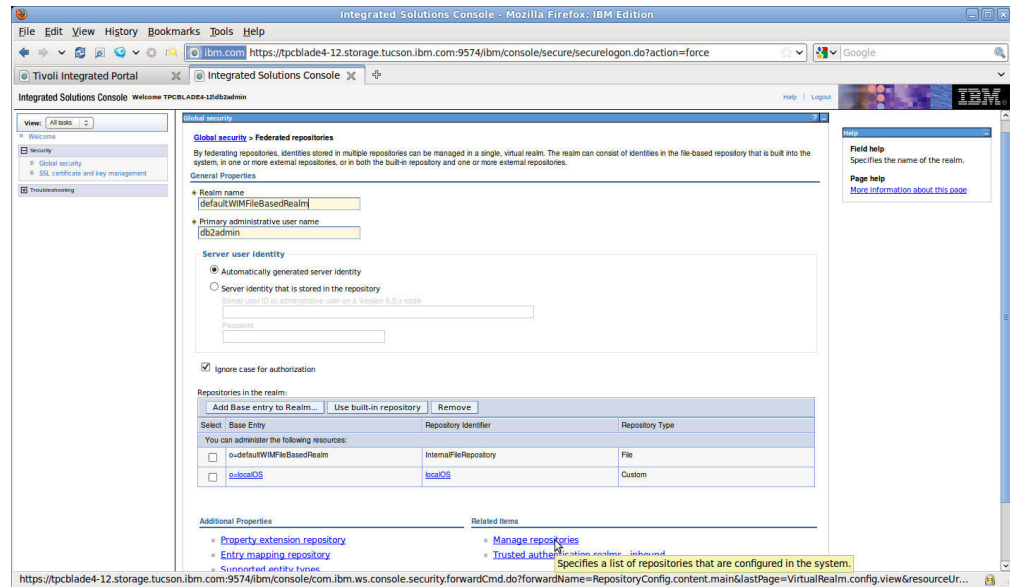 Integrated Solutions Console - Mozilla Firefox: IBM Edition
File Edit View History Bookmarks Tools Help
ibm.com https://tpcblade4-12.storage.tucson.ibm.com:9574/ibm/console/secure/securelogon.do?action=force
Google
Tivoli Integrated Portal
Integrated Solutions Console
Integrated Solutions Console Welcome TPCBLADE4-12\db2admin
Help | Logout
IBM.
View: All tasks
Welcome
Security
Global security
SSL certificate and key management
Troubleshooting
Global security
? –
Global security > Federated repositories
By federating repositories, identities stored in multiple repositories can be managed in a single, virtual realm. The realm can consist of identities in the file-based repository that is built into the
system, in one or more external repositories, or in both the built-in repository and one or more external repositories.
General Properties
* Realm name
defaultWIMFileBasedRealm
* Primary administrative user name
db2admin
Server user identity
Automatically generated server identity
Server identity that is stored in the repository
Server user ID or administrative user on a Version 6.0.x node
Password
Ignore case for authorization
Repositories in the realm:
Add Base entry to Realm... Use built-in repository Remove
Select Base Entry Repository Identifier Repository Type
You can administer the following resources:
o=defaultWIMFileBasedRealm InternalFileRepository File
o=localOS localOS Custom
Additional Properties
Related Items
Property extension repository
Entry mapping repository
Supported entity types
Manage repositories
Trusted authentication realms - inbound
Specifies a list of repositories that are configured in the system.
Help
Field help
Specifies the name of the realm.
Page help
More information about this page
https://tpcblade4-12.storage.tucson.ibm.com:9574/ibm/console/com.ibm.ws.console.security.forwardCmd.do?forwardName=RepositoryConfig.content.main&lastPage=VirtualRealm.config.view&resourceUr...